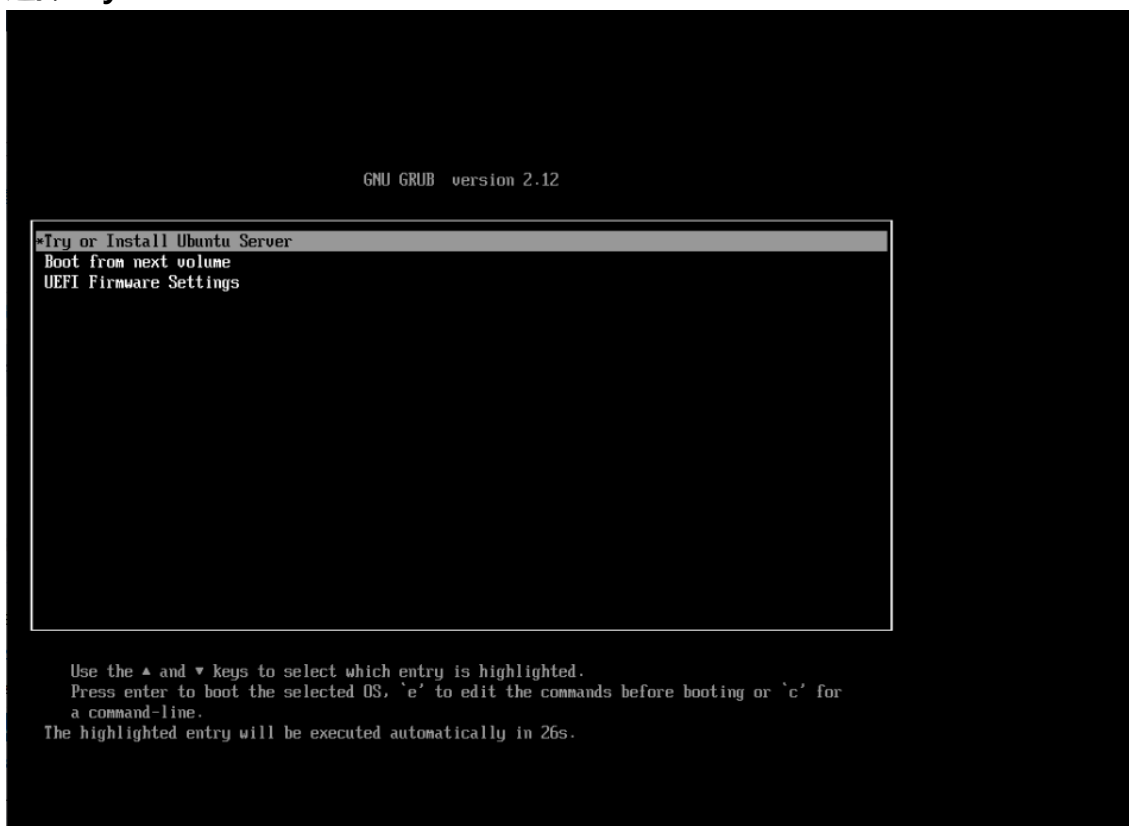 GNU GRUB  version 2.12
*Try or Install Ubuntu Server
Boot from next volume
UEFI Firmware Settings
Use the ▲ and ▼ keys to select which entry is highlighted.
Press enter to boot the selected OS, `e' to edit the commands before booting or `c' for
a command-line.
The highlighted entry will be executed automatically in 26s.